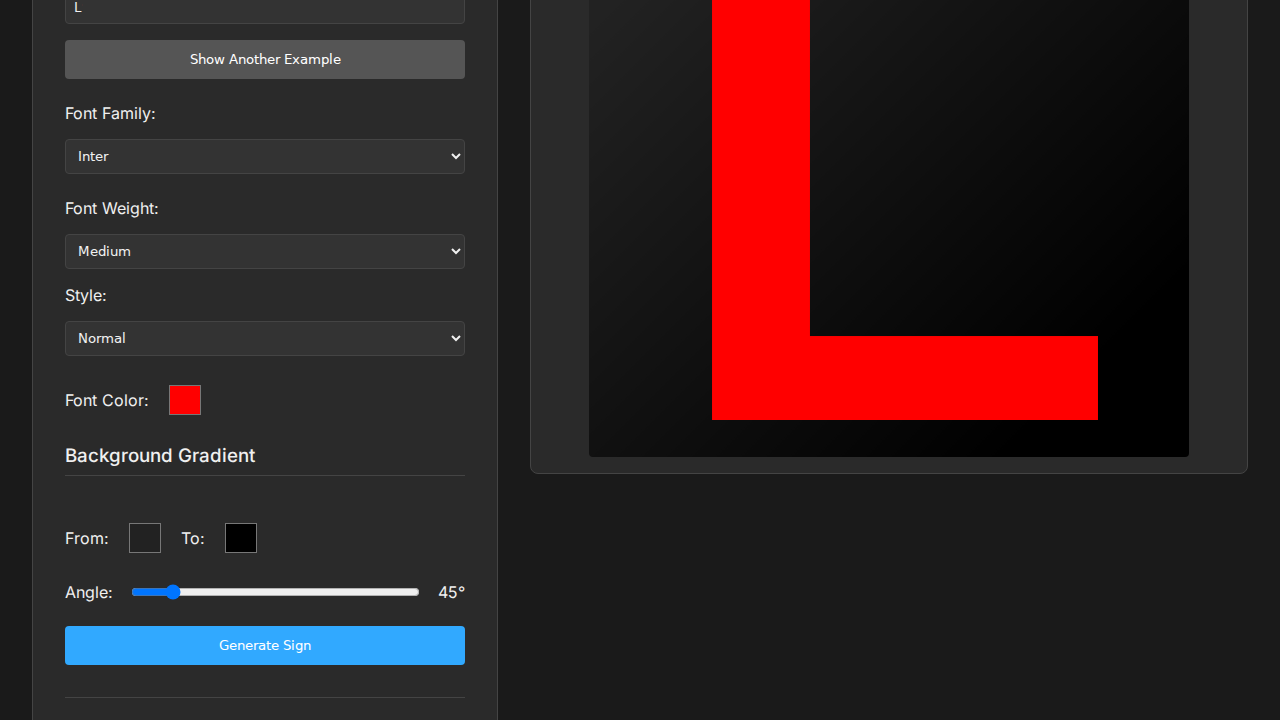 L
Show Another Example
Font Family:
Inter
Font Weight:
Medium
Style:
Normal
Font Color:
Background Gradient
From: To:
Angle: 45°
Generate Sign
L